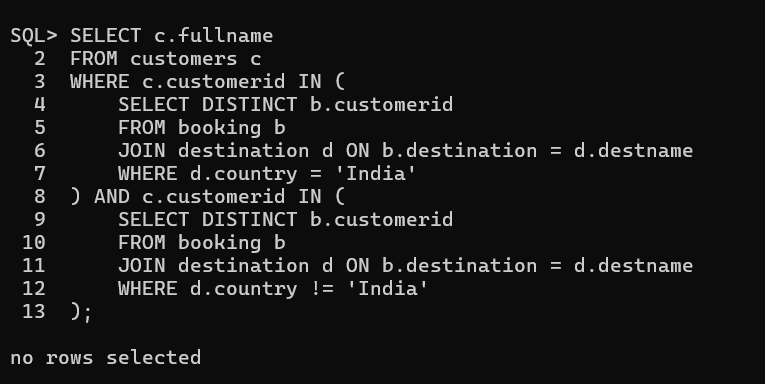 SQL> SELECT c.fullname
  2  FROM customers c
  3  WHERE c.customerid IN (
  4      SELECT DISTINCT b.customerid
  5      FROM booking b
  6      JOIN destination d ON b.destination = d.destname
  7      WHERE d.country = 'India'
  8  ) AND c.customerid IN (
  9      SELECT DISTINCT b.customerid
 10      FROM booking b
 11      JOIN destination d ON b.destination = d.destname
 12      WHERE d.country != 'India'
 13  );
no rows selected